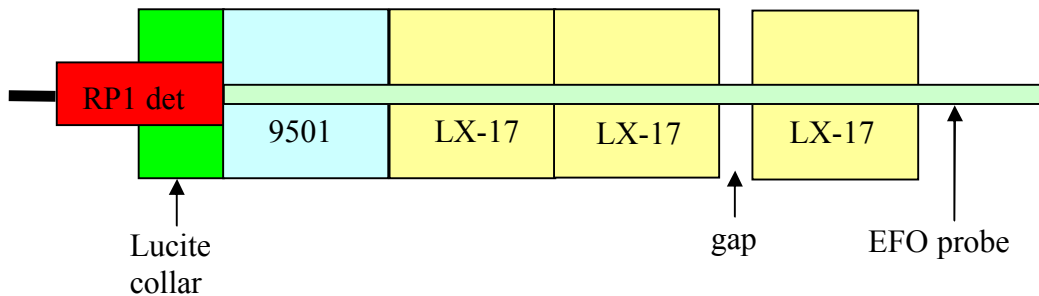 RP1 det
9501
LX-17
LX-17
LX-17
Lucite
collar
gap
EFO probe